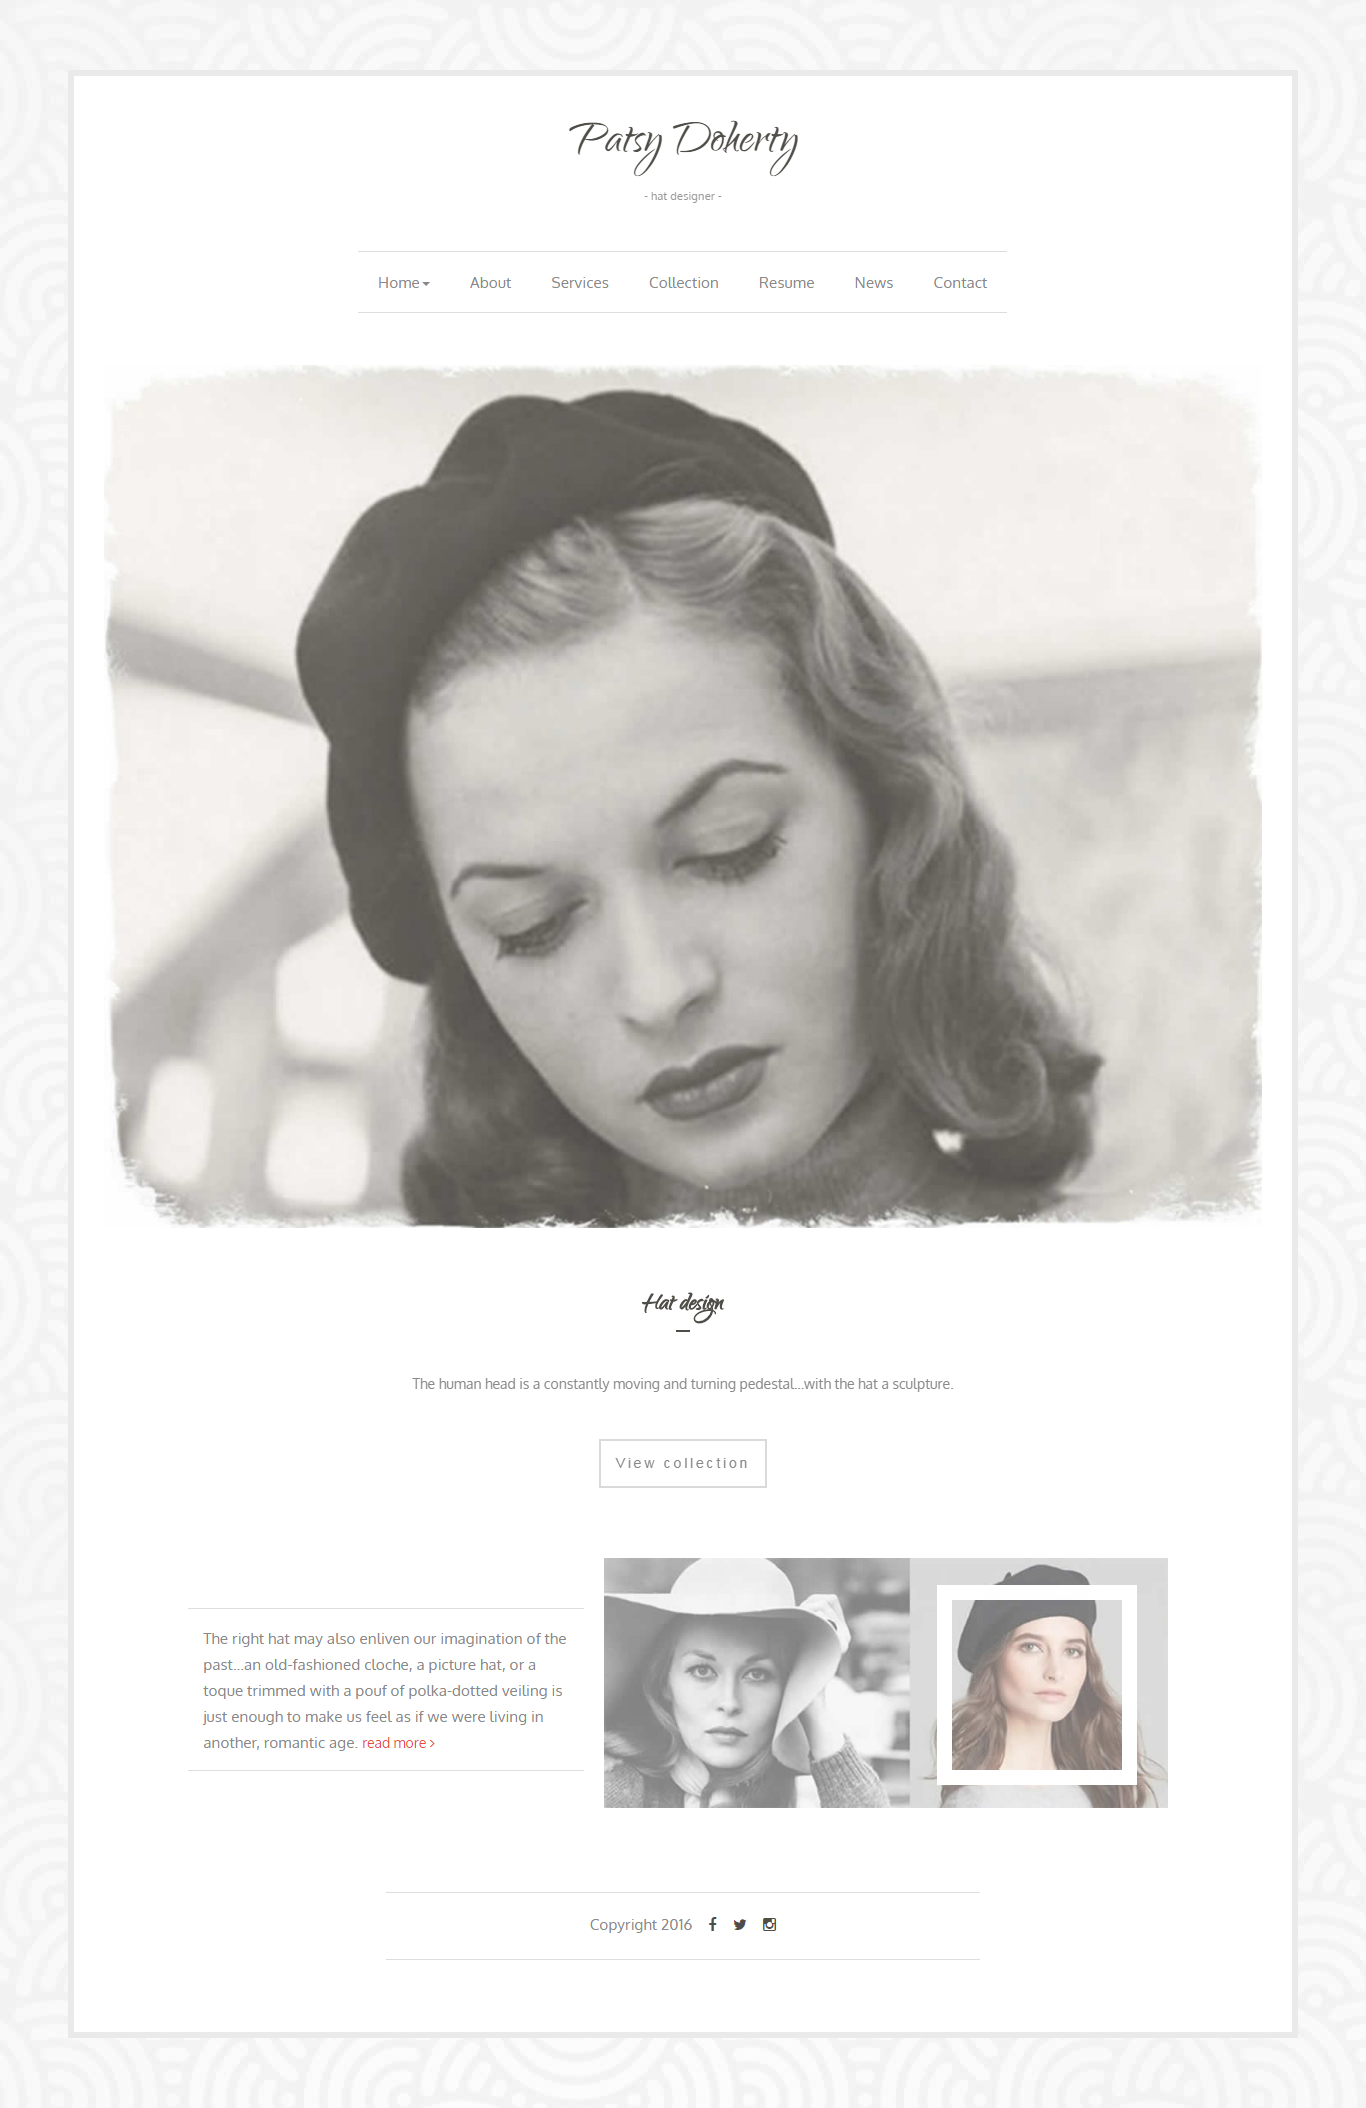 Patsy Doherty
- hat designer -
Home About Services Collection Resume News Contact
Hat design
The human head is a constantly moving and turning pedestal...with the hat a sculpture.
View collection
The right hat may also enliven our imagination of the
past...an old-fashioned cloche, a picture hat, or a
toque trimmed with a pouf of polka-dotted veiling is
just enough to make us feel as if we were living in
another, romantic age. read more ›
Copyright 2016